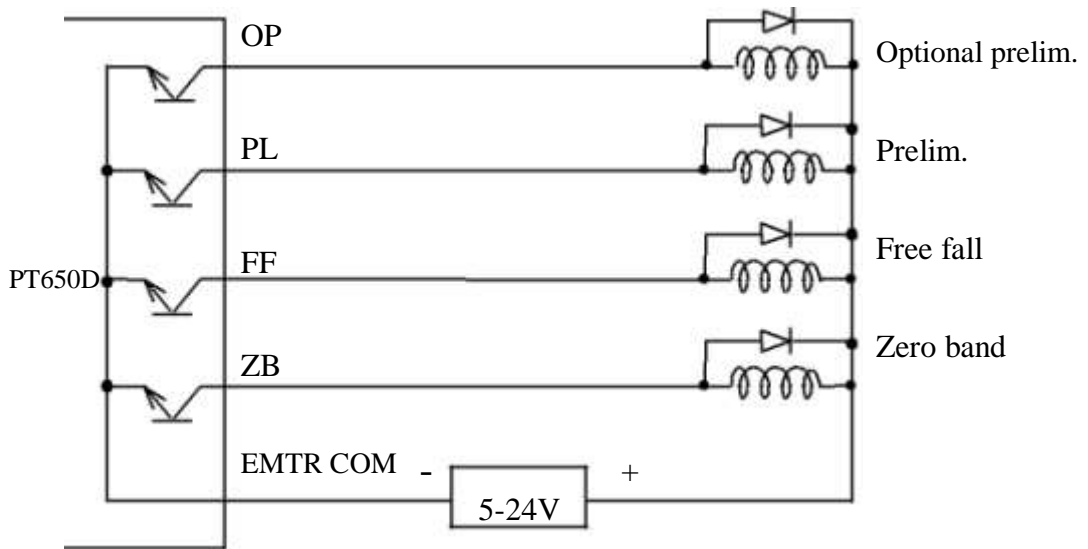 OP
Optional prelim.
PL
Prelim.
FF
Free fall
PT650D
ZB
Zero band
EMTR COM - +
5-24V